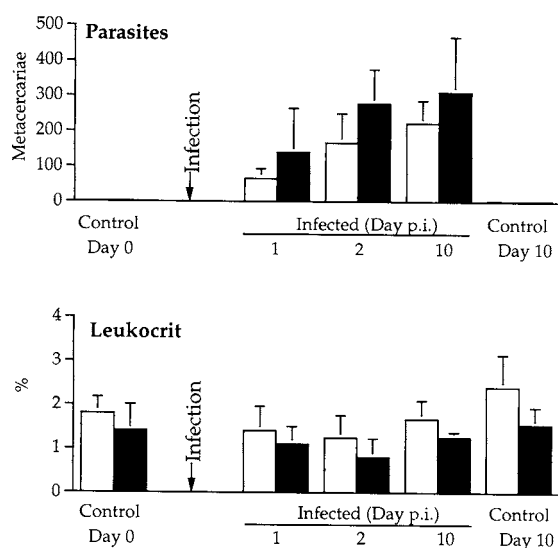 Parasites
Metacercariae
500
400
300
200
100
0
Infection
Control
Day 0
Infected (Day p.i.)
1 2 10
Control
Day 10
Leukocrit
%
4
3
2
1
0
Infection
Control
Day 0
Infected (Day p.i.)
1 2 10
Control
Day 10